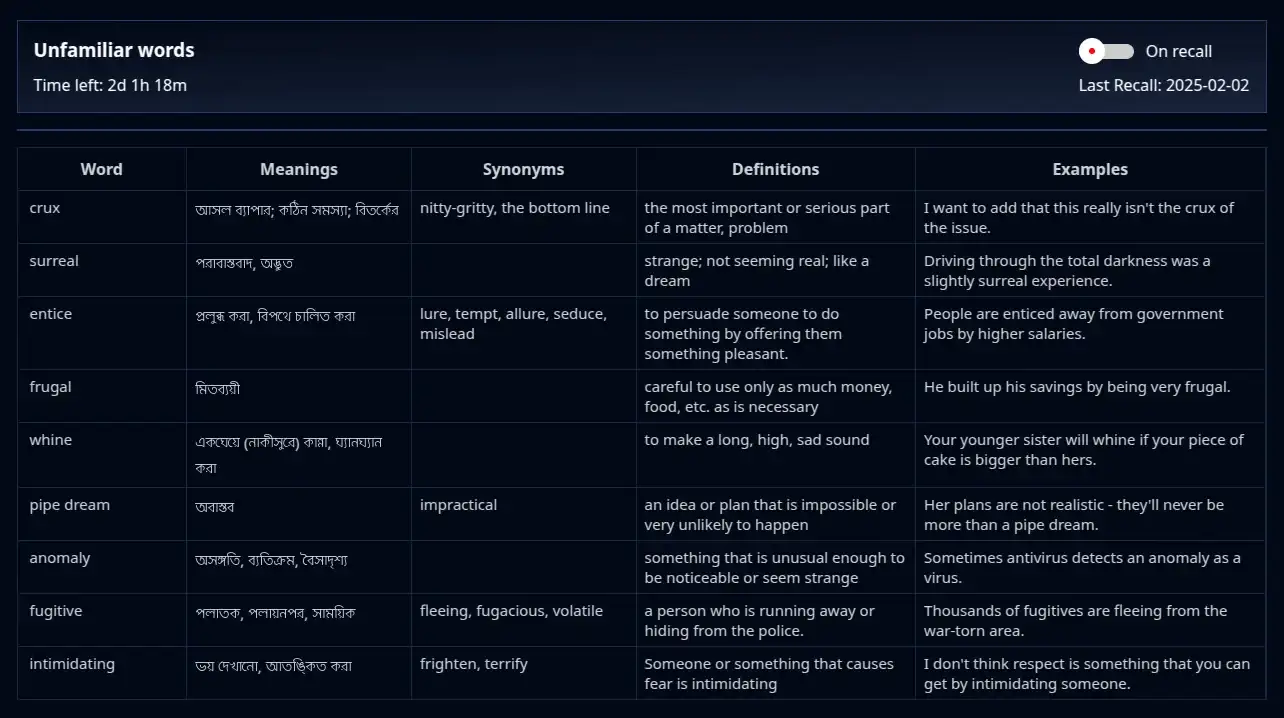 Unfamiliar words
On recall
Time left: 2d 1h 18m
Last Recall: 2025-02-02
Word
Meanings
Synonyms
Definitions
Examples
crux
আসল ব্যাপার; কঠিন সমস্যা; বিতর্কের
nitty-gritty, the bottom line
the most important or serious part
of a matter, problem
I want to add that this really isn't the crux of
the issue.
surreal
পরাবাস্তবাদ, অদ্ভূত
strange; not seeming real; like a
dream
Driving through the total darkness was a
slightly surreal experience.
entice
প্রলুব্ধ করা, বিপথে চালিত করা
lure, tempt, allure, seduce,
mislead
to persuade someone to do
something by offering them
something pleasant.
People are enticed away from government
jobs by higher salaries.
frugal
মিতব্যয়ী
careful to use only as much money,
food, etc. as is necessary
He built up his savings by being very frugal.
whine
একঘেয়ে (নাকীসুরে) কান্না, ঘ্যানঘ্যান
করা
to make a long, high, sad sound
Your younger sister will whine if your piece of
cake is bigger than hers.
pipe dream
অবাস্তব
impractical
an idea or plan that is impossible or
very unlikely to happen
Her plans are not realistic - they'll never be
more than a pipe dream.
anomaly
অসঙ্গতি, ব্যতিক্রম, বৈসাদৃশ্য
something that is unusual enough to
be noticeable or seem strange
Sometimes antivirus detects an anomaly as a
virus.
fugitive
পলাতক, পলায়নপর, সাময়িক
fleeing, fugacious, volatile
a person who is running away or
hiding from the police.
Thousands of fugitives are fleeing from the
war-torn area.
intimidating
ভয় দেখানো, আতঙ্কিত করা
frighten, terrify
Someone or something that causes
fear is intimidating
I don't think respect is something that you can
get by intimidating someone.